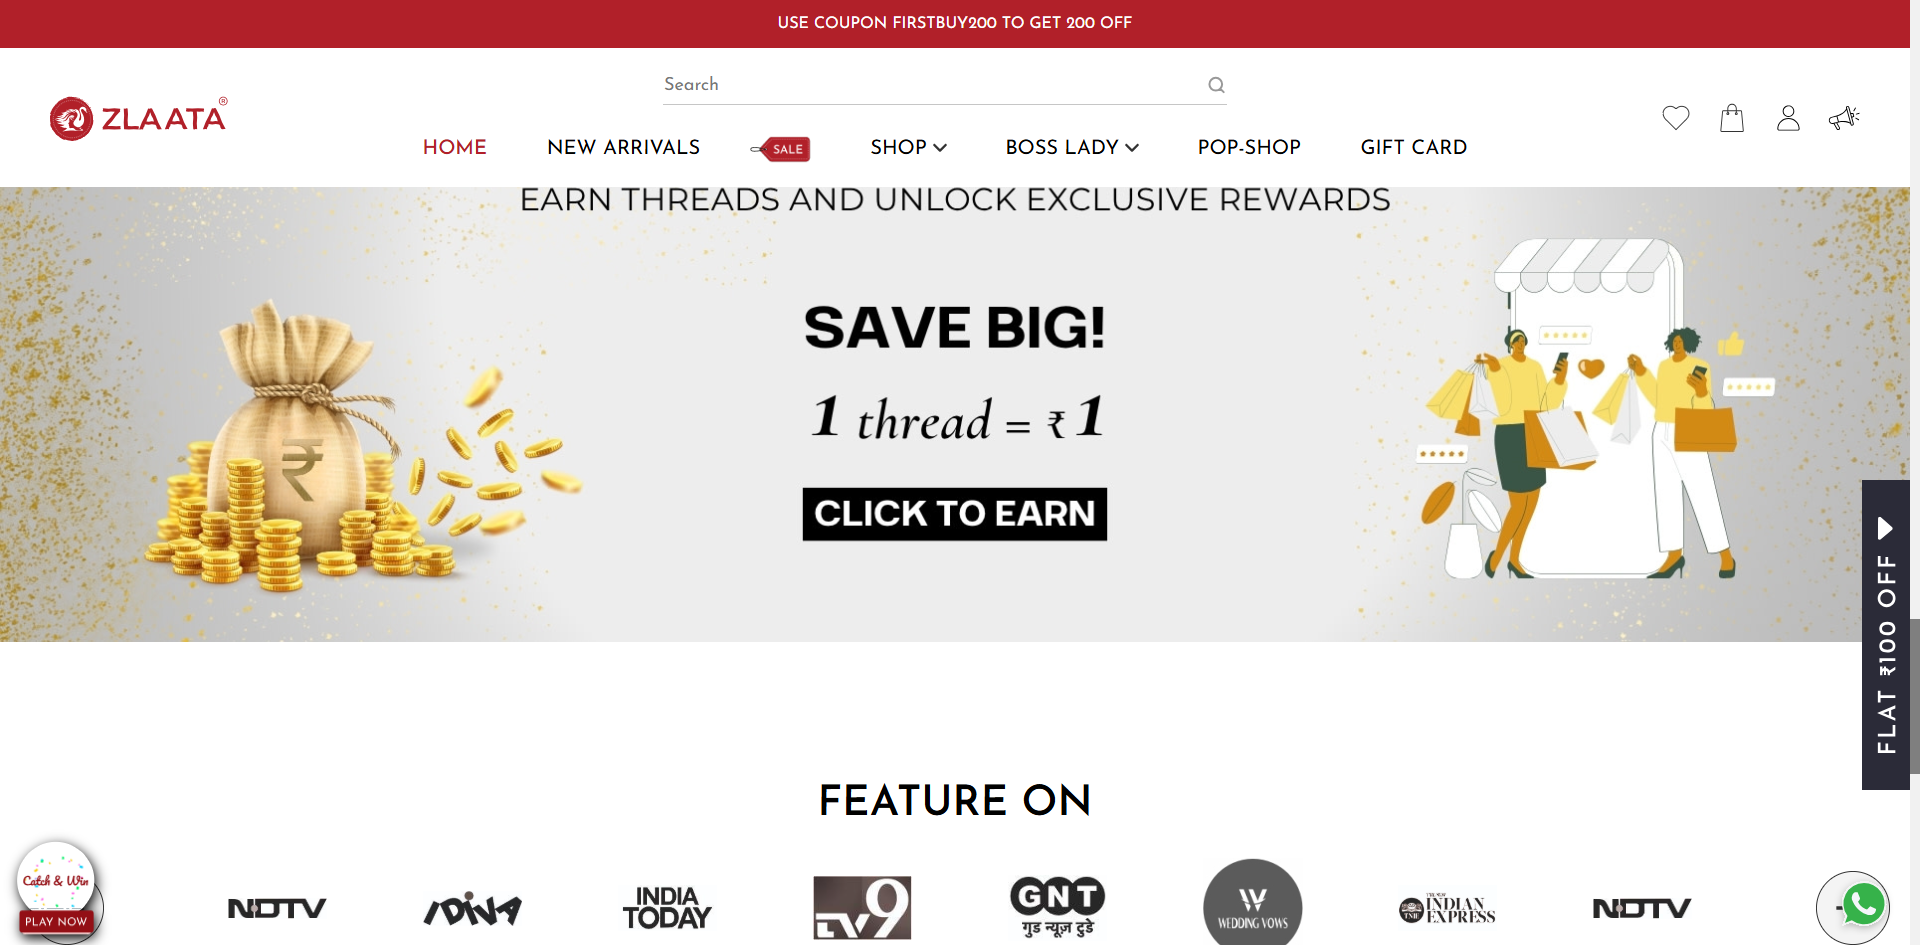 USE COUPON FIRSTBUY200 TO GET 200 OFF
Search
ZLAATA®
HOME
NEW ARRIVALS
SALE
SHOP
BOSS LADY
POP-SHOP
GIFT CARD
EARN THREADS AND UNLOCK EXCLUSIVE REWARDS
SAVE BIG!
1 thread = ₹ 1
CLICK TO EARN
₹
FLAT ₹100 OFF
FEATURE ON
Catch & Win
PLAY NOW
NDTV
iDIVA
INDIA
TODAY
TV9
GNT
गुड न्यूज़ टुडे
W
WEDDING VOWS
THE NEW
INDIAN
EXPRESS
TNIE
NDTV